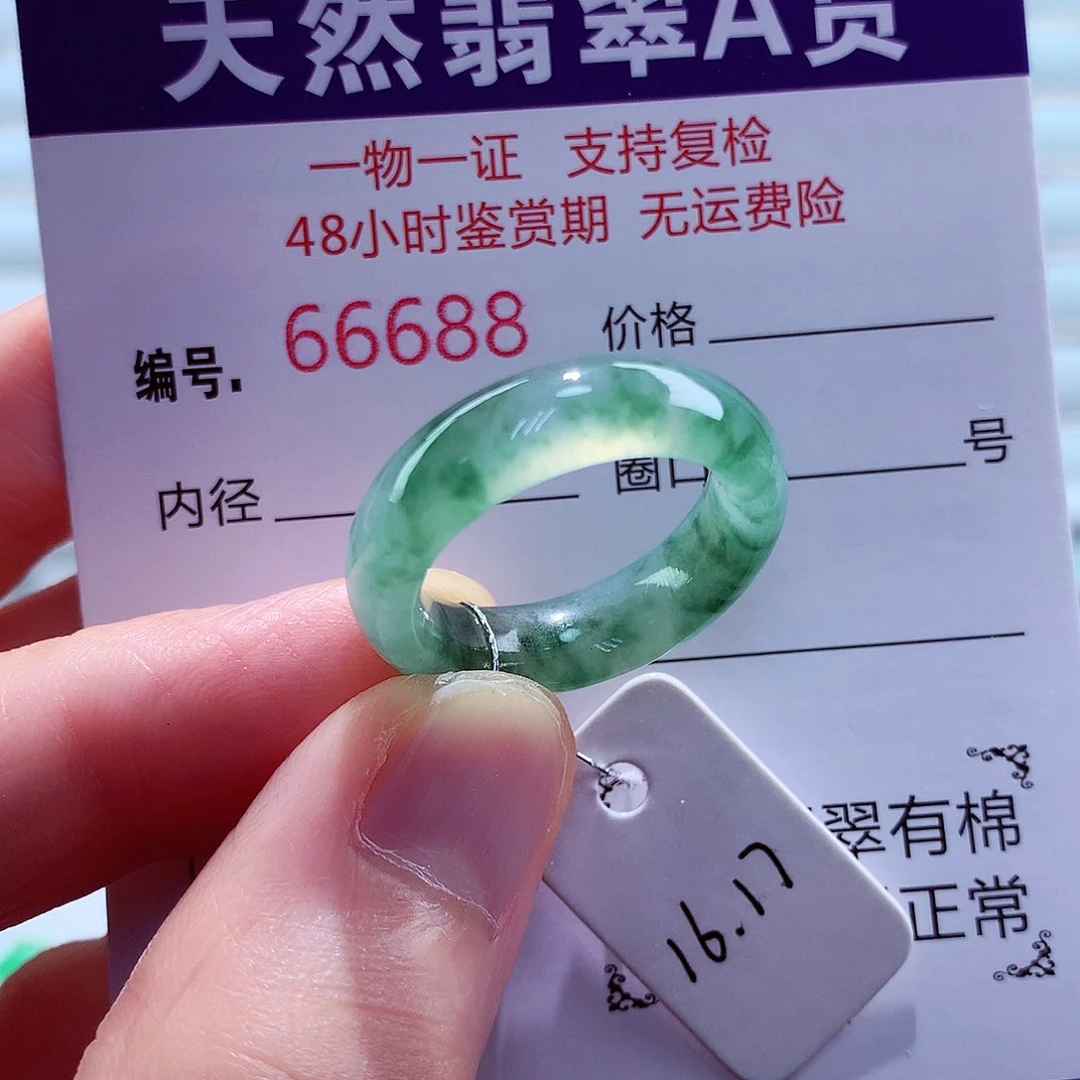 天然翡翠A货
一物一证 支持复检
48小时鉴赏期 无运费险
编号. 66688 价格
内径 圈口 号
翠有棉
正常
16.17